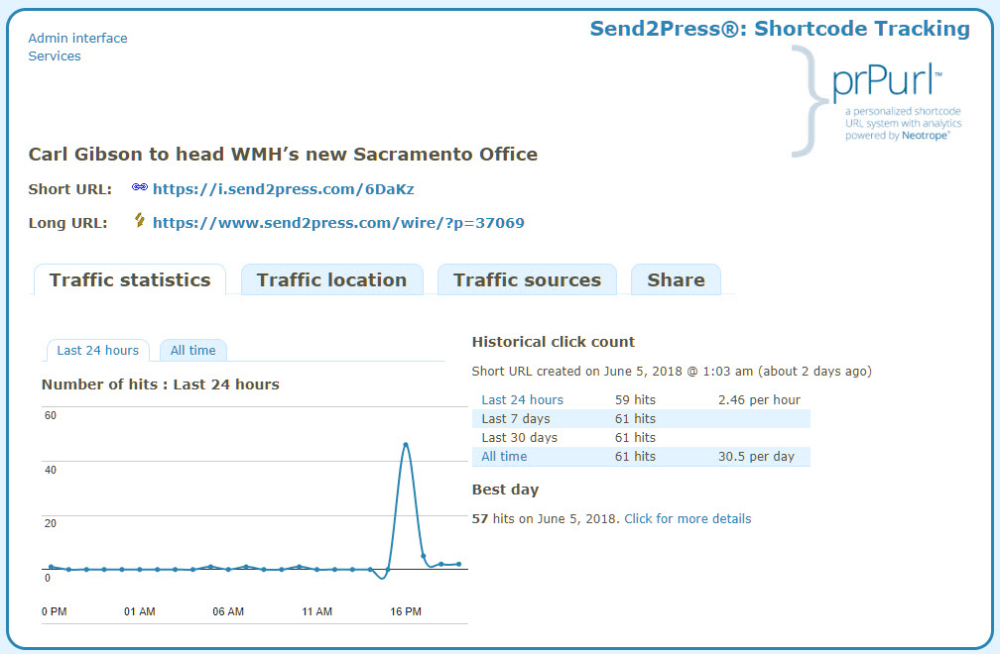 Admin interface
Services
Send2Press®: Shortcode Tracking
prPurl™
a personalized shortcode
URL system with analytics
powered by Neotrope®
Carl Gibson to head WMH’s new Sacramento Office
Short URL: https://i.send2press.com/6DaKz
Long URL: https://www.send2press.com/wire/?p=37069
Traffic statistics Traffic location Traffic sources Share
Last 24 hours All time
Number of hits : Last 24 hours
60
40
20
0
0 PM 01 AM 06 AM 11 AM 16 PM
Historical click count
Short URL created on June 5, 2018 @ 1:03 am (about 2 days ago)
Last 24 hours 59 hits 2.46 per hour
Last 7 days 61 hits
Last 30 days 61 hits
All time 61 hits 30.5 per day
Best day
57 hits on June 5, 2018. Click for more details